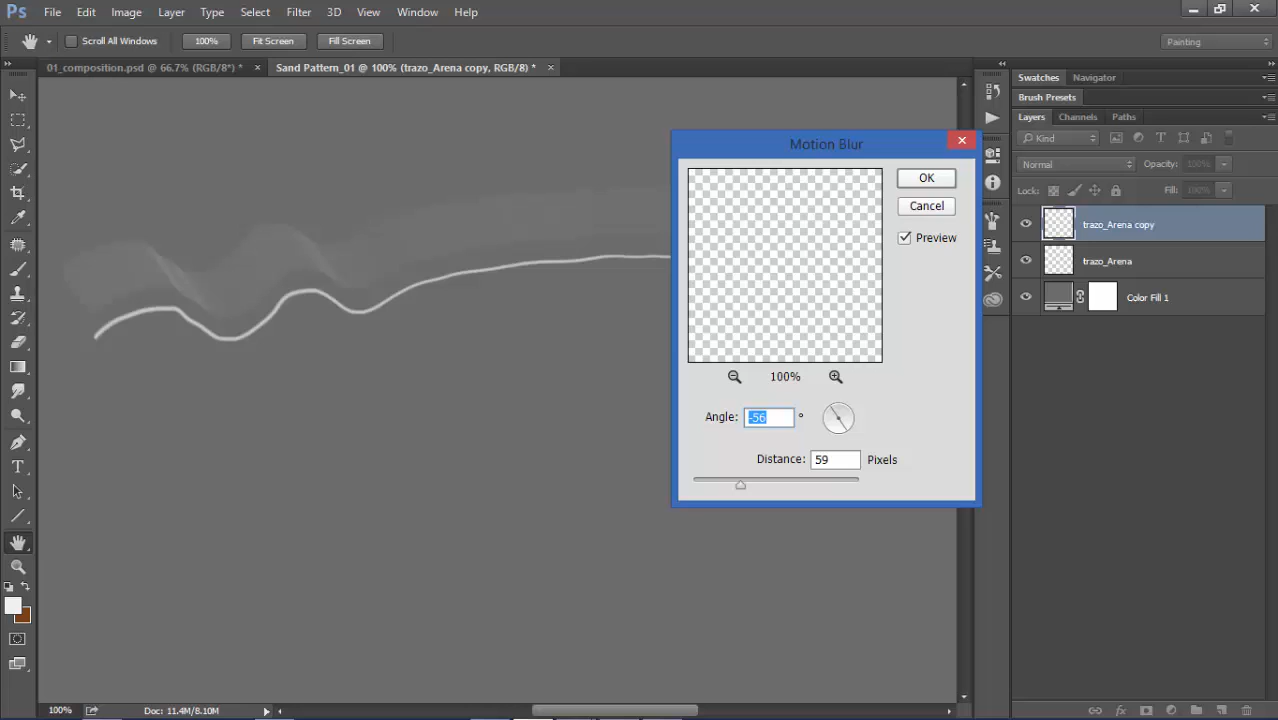 Ps File Edit Image Layer Type Select Filter 3D View Window Help
Scroll All Windows 100% Fit Screen Fill Screen Painting
01_composition.psd @ 66.7% (RGB/8*) * × Sand Pattern_01 @ 100% (trazo_Arena copy, RGB/8) * ×
Swatches Navigator
Brush Presets
Layers Channels Paths
Kind
Normal Opacity: 100%
Lock: Fill: 100%
trazo_Arena copy
trazo_Arena
Color Fill 1
Motion Blur
OK
Cancel
Preview
100%
Angle: -56 °
Distance: 59 Pixels
100% Doc: 11.4M/8.10M